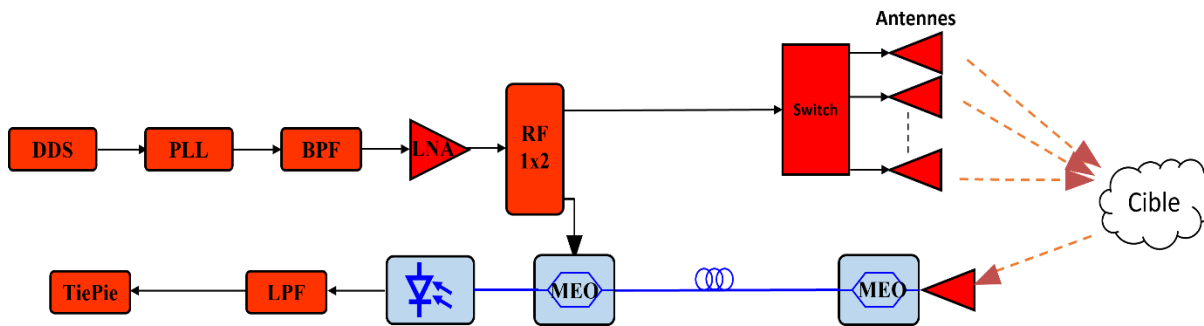 Antennes
DDS
PLL
BPF
LNA
RF
1x2
Switch
Cible
TiePie
LPF
MEO
MEO